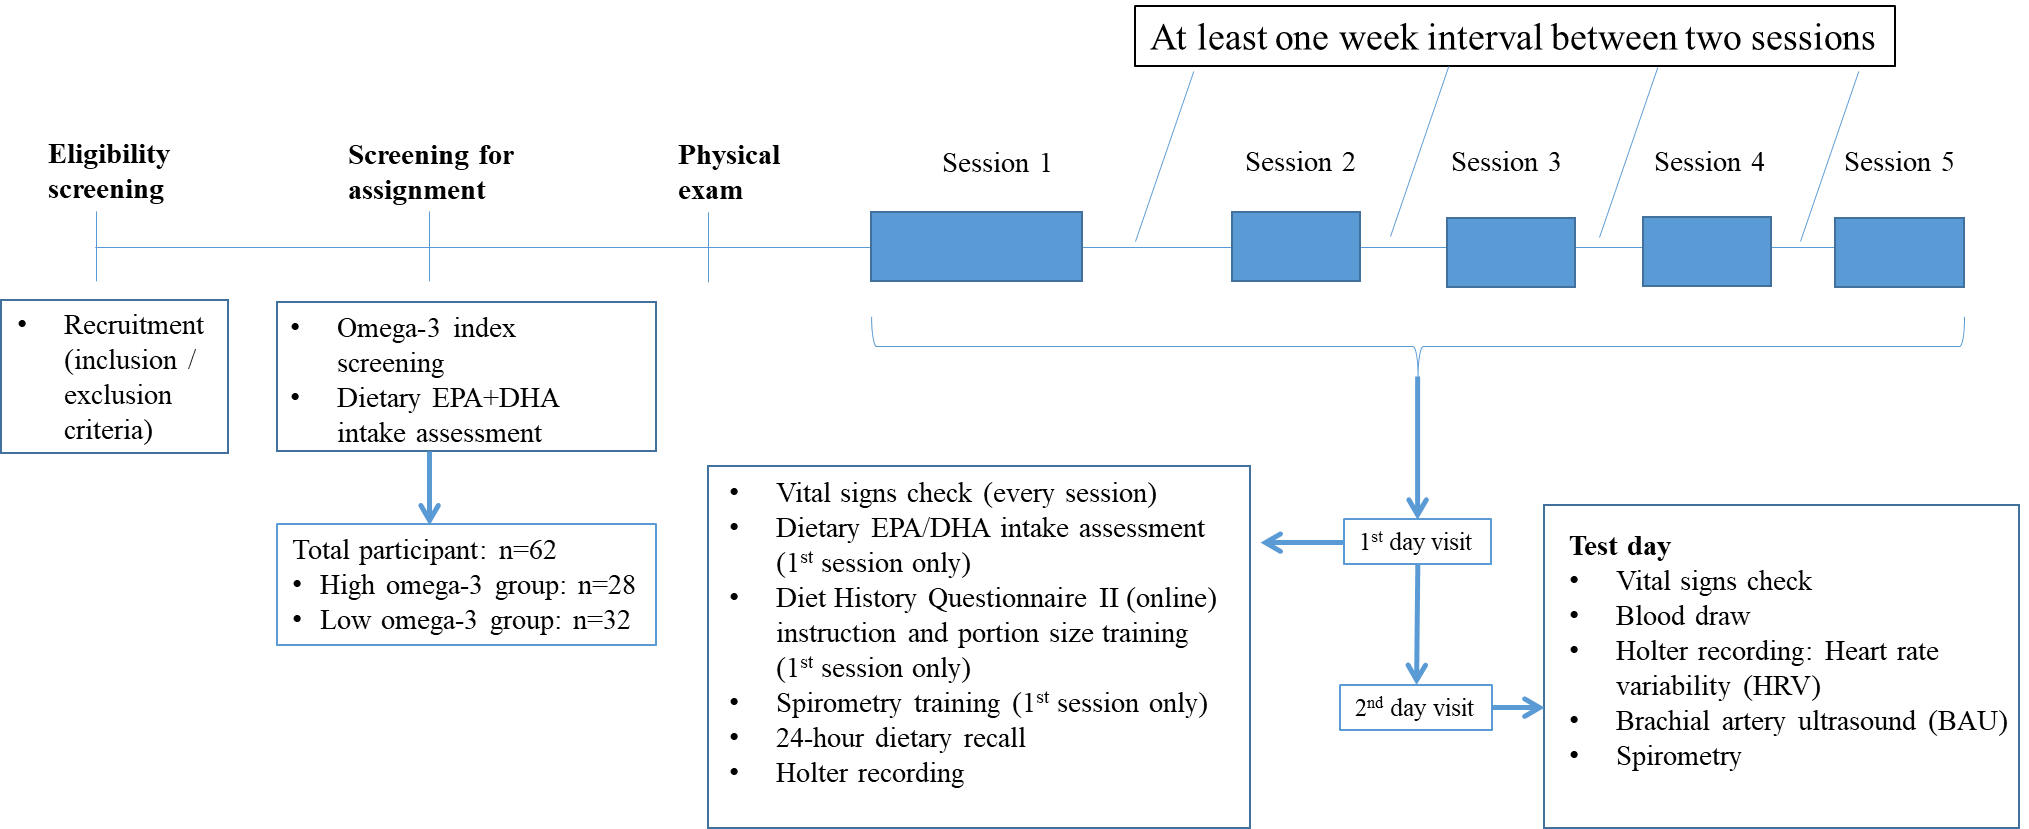 At least one week interval between two sessions
Eligibility
screening
Screening for
assignment
Physical
exam
Session 1
Session 2
Session 3
Session 4
Session 5
• Recruitment
(inclusion /
exclusion
criteria)
• Omega-3 index
screening
• Dietary EPA+DHA
intake assessment
Total participant: n=62
• High omega-3 group: n=28
• Low omega-3 group: n=32
• Vital signs check (every session)
• Dietary EPA/DHA intake assessment
(1st session only)
• Diet History Questionnaire II (online)
instruction and portion size training
(1st session only)
• Spirometry training (1st session only)
• 24-hour dietary recall
• Holter recording
1st day visit
2nd day visit
Test day
• Vital signs check
• Blood draw
• Holter recording: Heart rate
variability (HRV)
• Brachial artery ultrasound (BAU)
• Spirometry